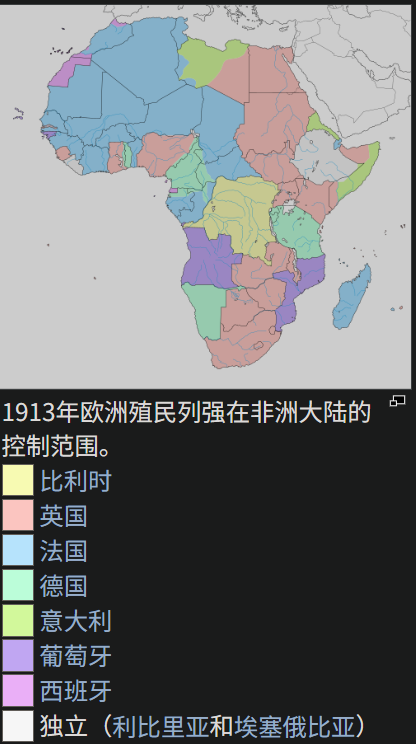 1913年欧洲殖民列强在非洲大陆的
控制范围。
比利时
英国
法国
德国
意大利
葡萄牙
西班牙
独立（利比里亚和埃塞俄比亚）